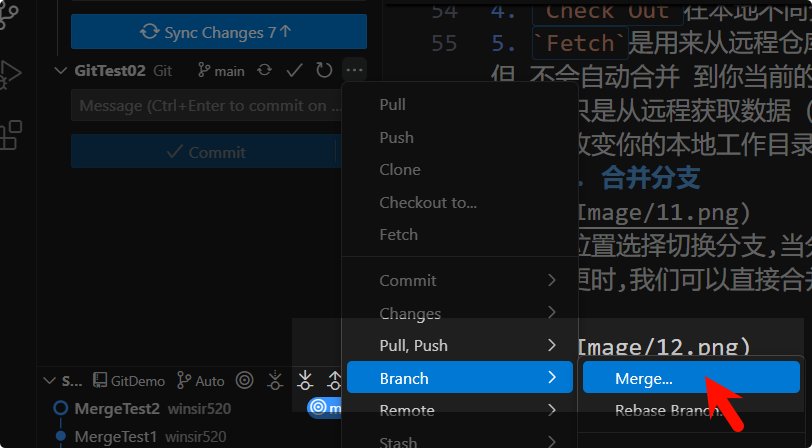 Sync Changes 7↑
GitTest02 Git main
Message (Ctrl+Enter to commit on ...
Commit
Pull
Push
Clone
Checkout to...
Fetch
Commit
Changes
Pull, Push
Branch
Remote
Stash
Merge...
Rebase Branch...
S... GitDemo Auto
MergeTest2 winsir520
MergeTest1 winsir520
54 4. `Check Out`在本地不同
55 5. `Fetch`是用来从远程仓
但 不会自动合并 到你当前的
只是从远程获取数据（
改变你的本地工作目录
. 合并分支
Image/11.png)
位置选择切换分支,当
更时,我们可以直接合
Image/12.png)